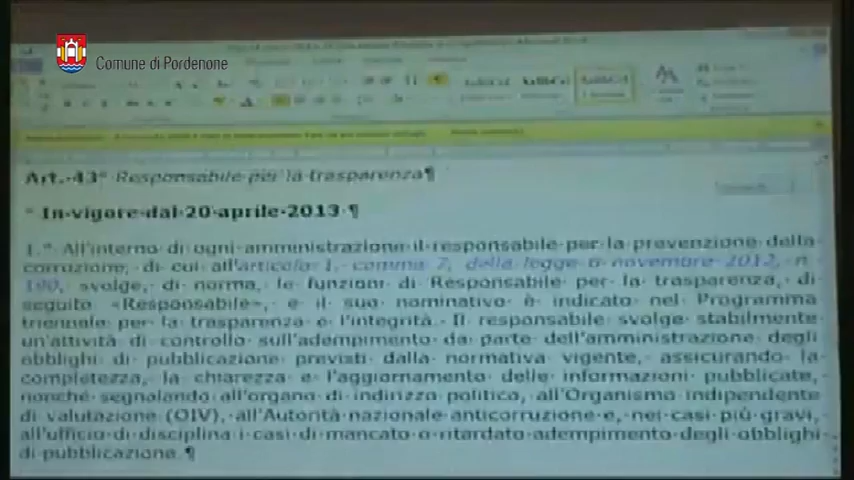 Comune di Pordenone
Art. 43 Responsabile per la trasparenza
In vigore dal 20 aprile 2013
1. All'interno di ogni amministrazione il responsabile per la prevenzione della
corruzione, di cui all'articolo 1, comma 7, della legge 6 novembre 2012, n.
190, svolge, di norma, le funzioni di Responsabile per la trasparenza, di
seguito «Responsabile», e il suo nominativo è indicato nel Programma
triennale per la trasparenza e l'integrità. Il responsabile svolge stabilmente
un'attività di controllo sull'adempimento da parte dell'amministrazione degli
obblighi di pubblicazione previsti dalla normativa vigente, assicurando la
completezza, la chiarezza e l'aggiornamento delle informazioni pubblicate,
nonché segnalando all'organo di indirizzo politico, all'Organismo indipendente
di valutazione (OIV), all'Autorità nazionale anticorruzione e, nei casi più gravi,
all'ufficio di disciplina i casi di mancato o ritardato adempimento degli obblighi
di pubblicazione.